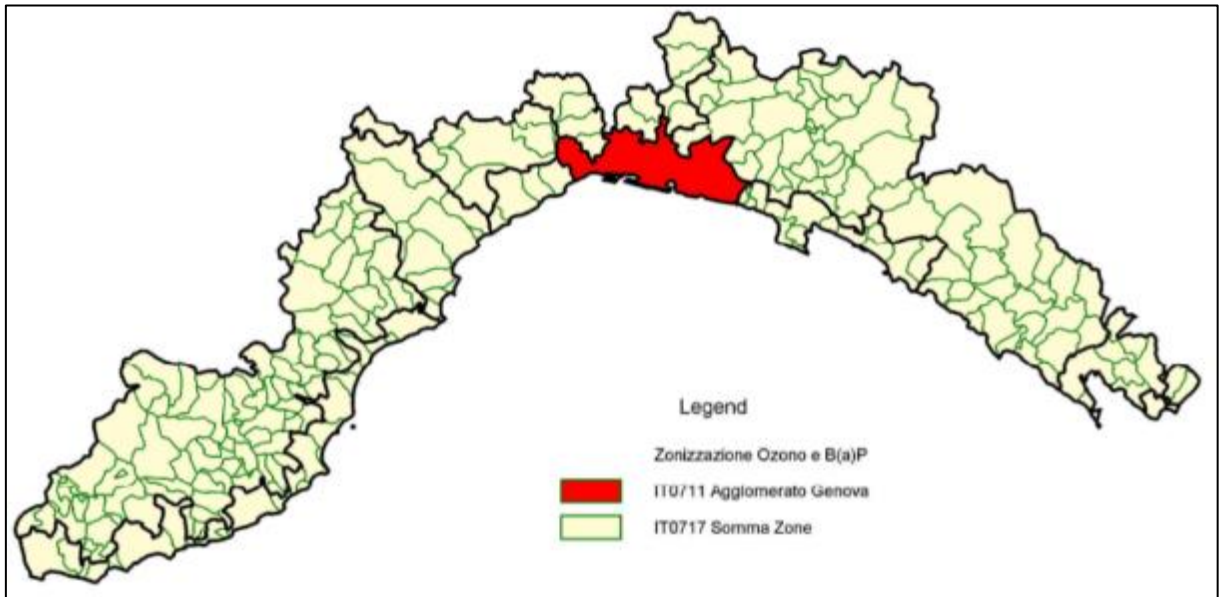 Legend
Zonizzazione Ozono e B(a)P
IT0711 Agglomerato Genova
IT0717 Somma Zone